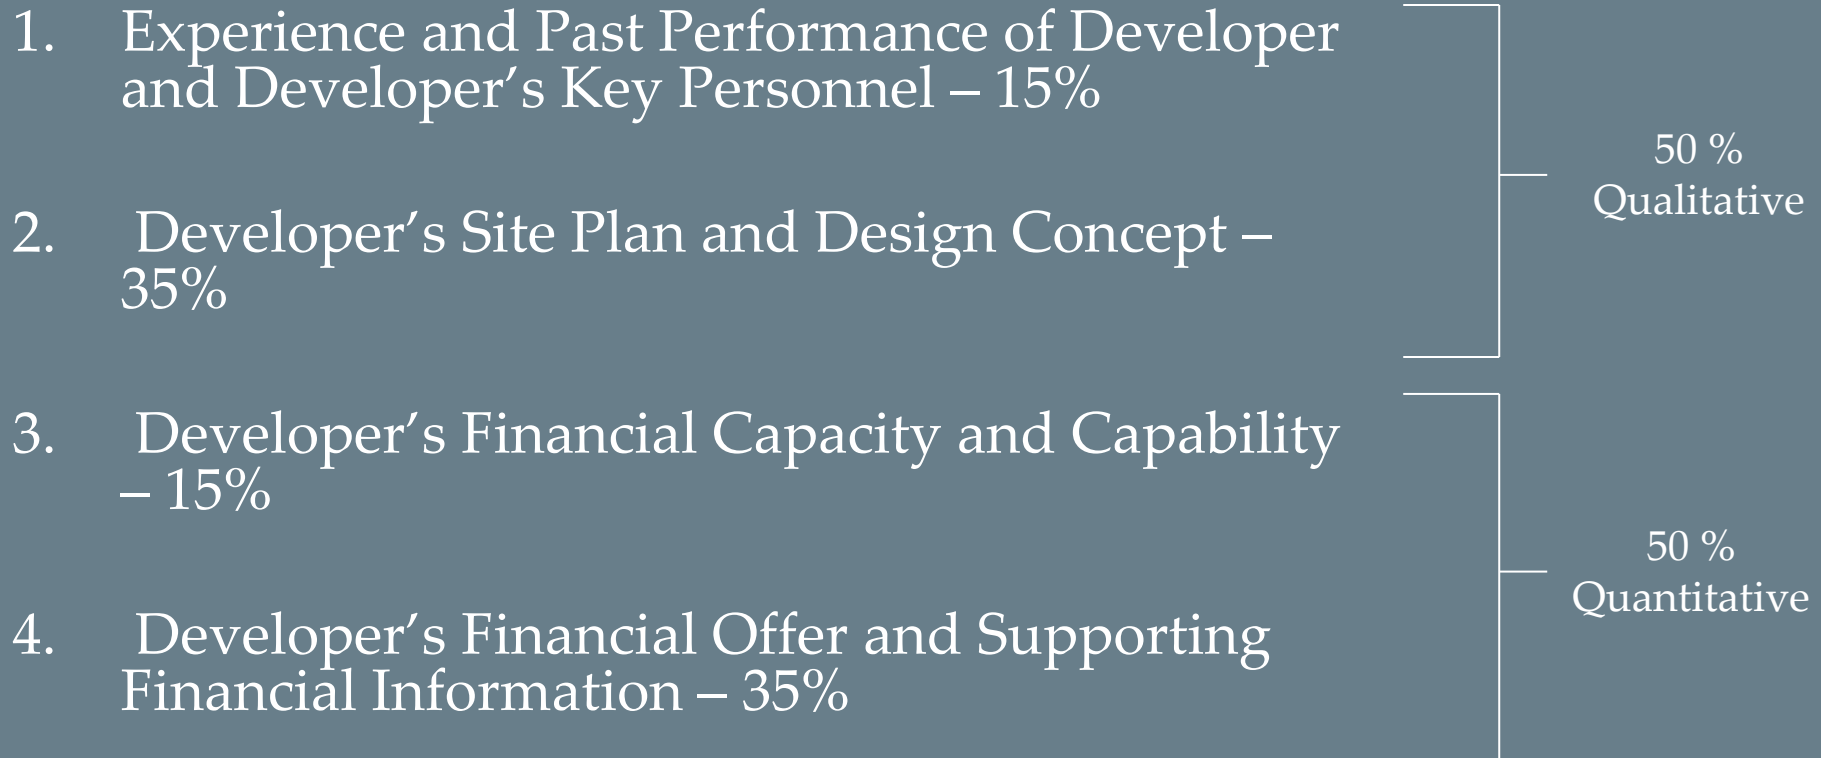 1. Experience and Past Performance of Developer
and Developer’s Key Personnel – 15%
50 %
Qualitative
2. Developer’s Site Plan and Design Concept –
35%
3. Developer’s Financial Capacity and Capability
– 15%
50 %
Quantitative
4. Developer’s Financial Offer and Supporting
Financial Information – 35%